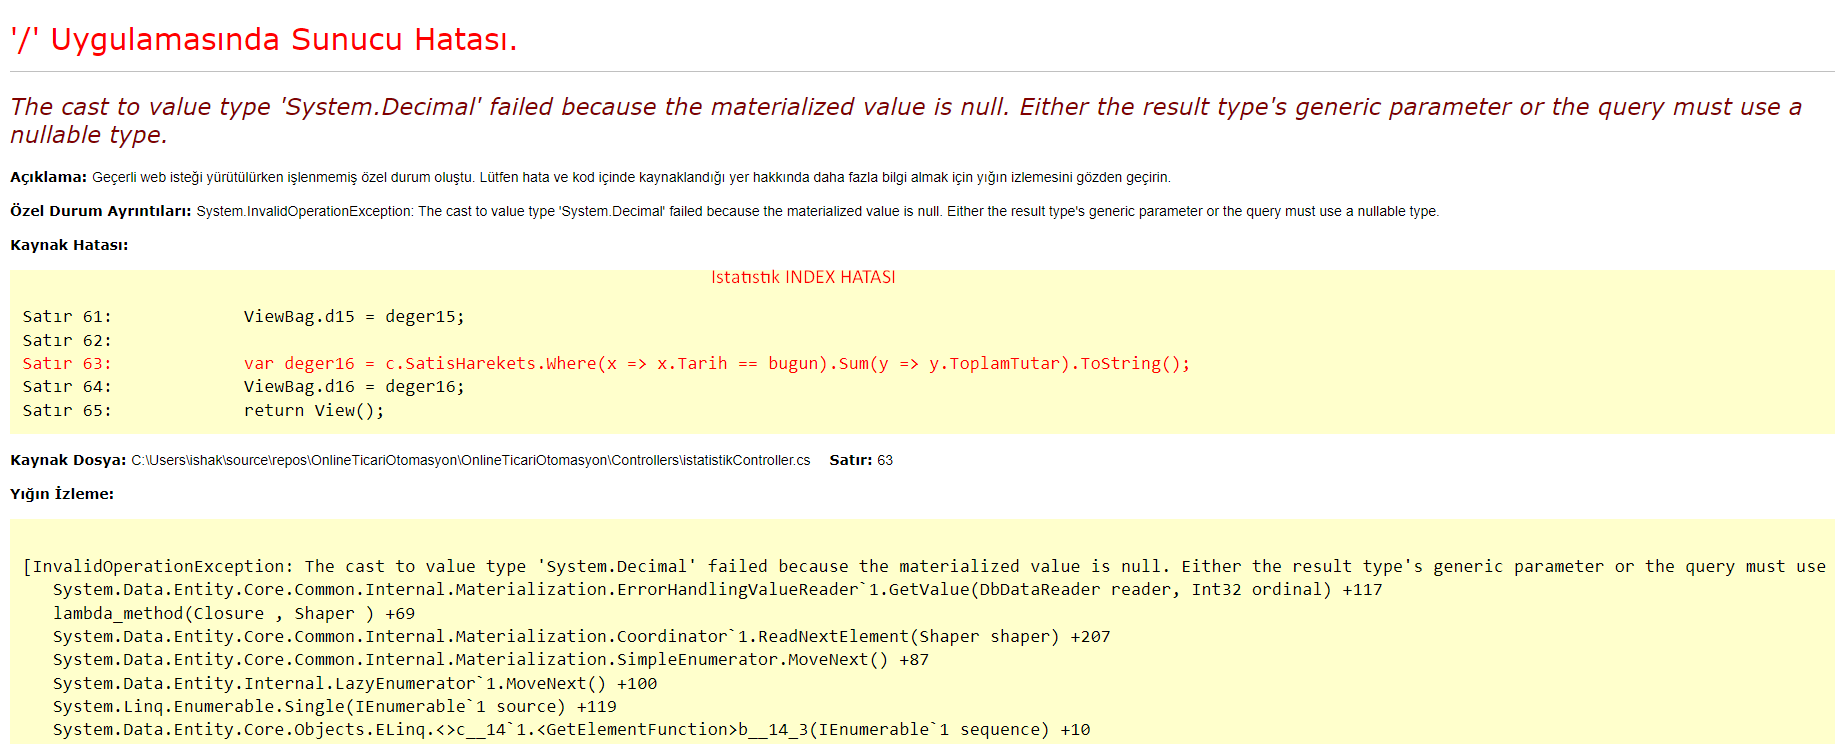 '/' Uygulamasında Sunucu Hatası.
The cast to value type 'System.Decimal' failed because the materialized value is null. Either the result type's generic parameter or the query must use a
nullable type.
Açıklama: Geçerli web isteği yürütülürken işlenmemiş özel durum oluştu. Lütfen hata ve kod içinde kaynaklandığı yer hakkında daha fazla bilgi almak için yığın izlemesini gözden geçirin.
Özel Durum Ayrıntıları: System.InvalidOperationException: The cast to value type 'System.Decimal' failed because the materialized value is null. Either the result type's generic parameter or the query must use a nullable type.
Kaynak Hatası:
Istatistik INDEX HATASI
Satır 61:             ViewBag.d15 = deger15;
Satır 62:
Satır 63:             var deger16 = c.SatisHarekets.Where(x => x.Tarih == bugun).Sum(y => y.ToplamTutar).ToString();
Satır 64:             ViewBag.d16 = deger16;
Satır 65:             return View();
Kaynak Dosya: C:\Users\ishak\source\repos\OnlineTicariOtomasyon\OnlineTicariOtomasyon\Controllers\istatistikController.cs    Satır: 63
Yığın İzleme:
[InvalidOperationException: The cast to value type 'System.Decimal' failed because the materialized value is null. Either the result type's generic parameter or the query must use
   System.Data.Entity.Core.Common.Internal.Materialization.ErrorHandlingValueReader`1.GetValue(DbDataReader reader, Int32 ordinal) +117
   lambda_method(Closure , Shaper ) +69
   System.Data.Entity.Core.Common.Internal.Materialization.Coordinator`1.ReadNextElement(Shaper shaper) +207
   System.Data.Entity.Core.Common.Internal.Materialization.SimpleEnumerator.MoveNext() +87
   System.Data.Entity.Internal.LazyEnumerator`1.MoveNext() +100
   System.Linq.Enumerable.Single(IEnumerable`1 source) +119
   System.Data.Entity.Core.Objects.ELinq.<>c__14`1.<GetElementFunction>b__14_3(IEnumerable`1 sequence) +10